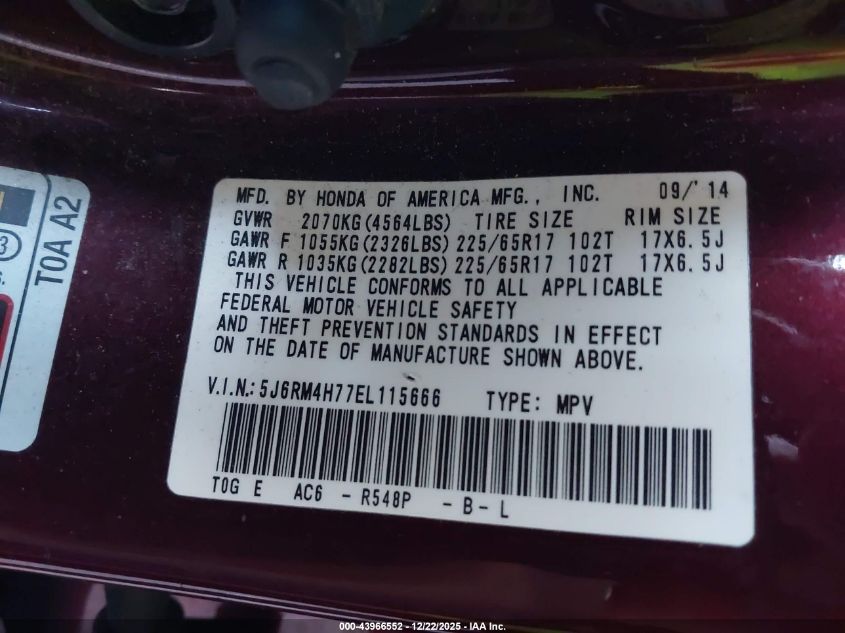 MFD. BY HONDA OF AMERICA MFG., INC. 09/'14
GVWR 2070KG(4564LBS) TIRE SIZE RIM SIZE
GAWR F 1055KG(2326LBS) 225/65R17 102T 17X6.5J
GAWR R 1035KG(2282LBS) 225/65R17 102T 17X6.5J
THIS VEHICLE CONFORMS TO ALL APPLICABLE
FEDERAL MOTOR VEHICLE SAFETY
AND THEFT PREVENTION STANDARDS IN EFFECT
ON THE DATE OF MANUFACTURE SHOWN ABOVE.
V.I.N.: 5J6RM4H77EL115666 TYPE: MPV
T0G E AC6 - R548P - B - L
T0A A2
000-43966552 - 12/22/2025 - IAA Inc.